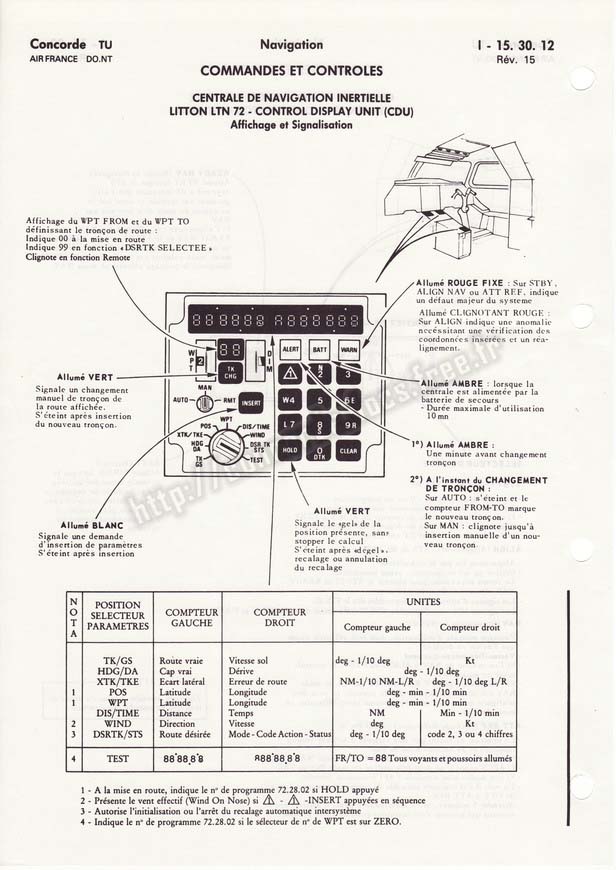 Concorde TU
AIR FRANCE DO.NT
Navigation
I - 15. 30. 12
Rév. 15
COMMANDES ET CONTROLES
CENTRALE DE NAVIGATION INERTIELLE
LITTON LTN 72 - CONTROL DISPLAY UNIT (CDU)
Affichage et Signalisation
Affichage du WPT FROM et du WPT TO
définissant le tronçon de route :
Indique 00 à la mise en route
Indique 99 en fonction «DSRTK SELECTEE»
Clignote en fonction Remote
Allumé ROUGE FIXE : Sur STBY,
ALIGN NAV ou ATT REF, indique
un défaut majeur du systeme
Allumé CLIGNOTANT ROUGE :
Sur ALIGN indique une anomalie
nécessitant une vérification des
coordonnées insérées et un réa-
lignement.
Allumé VERT
Signale un changement
manuel de tronçon de
la route affichée.
S'éteint après insertion
du nouveau tronçon.
WPT
2
88
TK
CHG
DIM
ALERT
BATT
WARN
N
2
3
W4
5
6E
L 7
8
S
9R
HOLD
0
DTK
CLEAR
MAN
AUTO
RMT
INSERT
WPT
POS
DIS/TIME
XTK/TKE
WIND
HDG
DA
DSR TK
STS
TK
GS
TEST
Allumé AMBRE : lorsque la
centrale est alimentée par la
batterie de secours
- Durée maximale d'utilisation
10 mn
1°) Allumé AMBRE :
Une minute avant changement
tronçon
2°) A l'instant du CHANGEMENT
DE TRONÇON :
Sur AUTO : s'éteint et le
compteur FROM-TO marque
le nouveau tronçon.
Sur MAN : clignote jusqu'à
insertion manuelle d'un nou-
veau tronçon.
Allumé BLANC
Signale une demande
d'insertion de paramètres
S'éteint après insertion
Allumé VERT
Signale le «gel» de la
position présente, sans
stopper le calcul
S'éteint après «dégel»,
recalage ou annulation
du recalage
http://
.free.fr
NOTA
POSITION SELECTEUR PARAMETRES
COMPTEUR GAUCHE
COMPTEUR DROIT
UNITES
Compteur gauche
Compteur droit
TK/GS Route vraie Vitesse sol deg - 1/10 deg Kt
HDG/DA Cap vrai Dérive deg - 1/10 deg
XTK/TKE Ecart latéral Erreur de route NM-1/10 NM-L/R deg - 1/10 deg L/R
1 POS Latitude Longitude deg - min - 1/10 min
1 WPT Latitude Longitude deg - min - 1/10 min
DIS/TIME Distance Temps NM Min - 1/10 min
2 WIND Direction Vitesse deg Kt
3 DSRTK/STS Route désirée Mode - Code Action - Status deg - 1/10 deg code 2, 3 ou 4 chiffres
4 TEST 88°88.8'8 A88°88.8'8 FR/TO = 88 Tous voyants et poussoirs allumés
1 - A la mise en route, indique le n° de programme 72.28.02 si HOLD appuyé
2 - Présente le vent effectif (Wind On Nose) si ⚠ - ⚠ -INSERT appuyées en séquence
3 - Autorise l'initialisation ou l'arrêt du recalage automatique intersystème
4 - Indique le n° de programme 72.28.02 si le sélecteur de n° de WPT est sur ZERO.